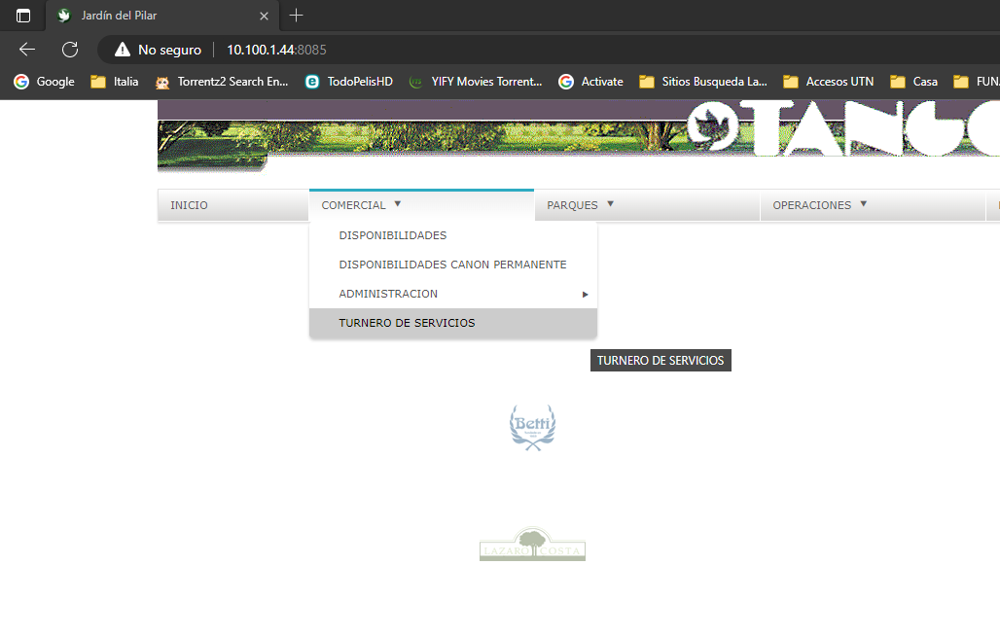 Jardín del Pilar
No seguro 10.100.1.44:8085
Google Italia Torrentz2 Search En... TodoPelisHD YIFY Movies Torrent... Activate Sitios Busqueda La... Accesos UTN Casa FUN
TANGO
INICIO COMERCIAL PARQUES OPERACIONES
DISPONIBILIDADES
DISPONIBILIDADES CANON PERMANENTE
ADMINISTRACION
TURNERO DE SERVICIOS
TURNERO DE SERVICIOS
Betti
LAZARO COSTA